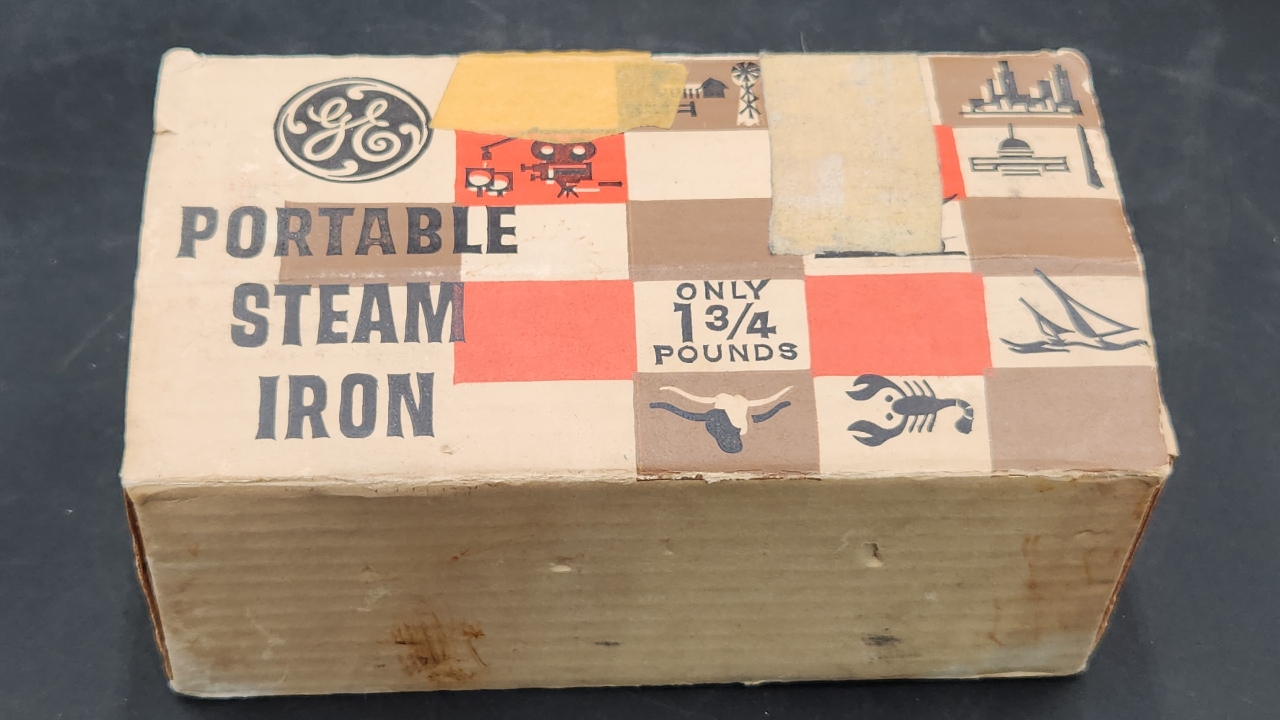 GE
PORTABLE
STEAM
IRON
ONLY
1 3/4
POUNDS